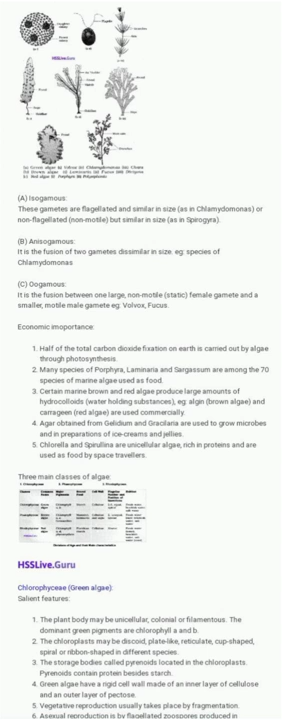 HSSLive.Guru
(a) Green algae (i) Volvox (ii) Chlamydomonas (iii) Chara
(b) Brown algae (i) Laminaria (ii) Fucus (iii) Dictyota
(c) Red algae (i) Porphyra (ii) Polysiphonia
(A) Isogamous:
These gametes are flagellated and similar in size (as in Chlamydomonas) or
non-flagellated (non-motile) but similar in size (as in Spirogyra).
(B) Anisogamous:
It is the fusion of two gametes dissimilar in size. eg: species of
Chlamydomonas
(C) Oogamous:
It is the fusion between one large, non-motile (static) female gamete and a
smaller, motile male gamete eg: Volvox, Fucus.
Economic imoportance:
1. Half of the total carbon dioxide fixation on earth is carried out by algae
through photosynthesis.
2. Many species of Porphyra, Laminaria and Sargassum are among the 70
species of marine algae used as food.
3. Certain marine brown and red algae produce large amounts of
hydrocolloids (water holding substances), eg: algin (brown algae) and
carrageen (red algae) are used commercially.
4. Agar obtained from Gelidium and Gracilaria are used to grow microbes
and in preparations of ice-creams and jellies.
5. Chlorella and Spirullina are unicellular algae, rich in proteins and are
used as food by space travellers.
Three main classes of algae:
HSSLive.Guru
Chlorophyceae (Green algae):
Salient features:
1. The plant body may be unicellular, colonial or filamentous. The
dominant green pigments are chlorophyll a and b.
2. The chloroplasts may be discoid, plate-like, reticulate, cup-shaped,
spiral or ribbon-shaped in different species.
3. The storage bodies called pyrenoids located in the chloroplasts.
Pyrenoids contain protein besides starch.
4. Green algae have a rigid cell wall made of an inner layer of cellulose
and an outer layer of pectose.
5. Vegetative reproduction usually takes place by fragmentation.
6. Asexual reproduction is by flagellated zoospores produced in